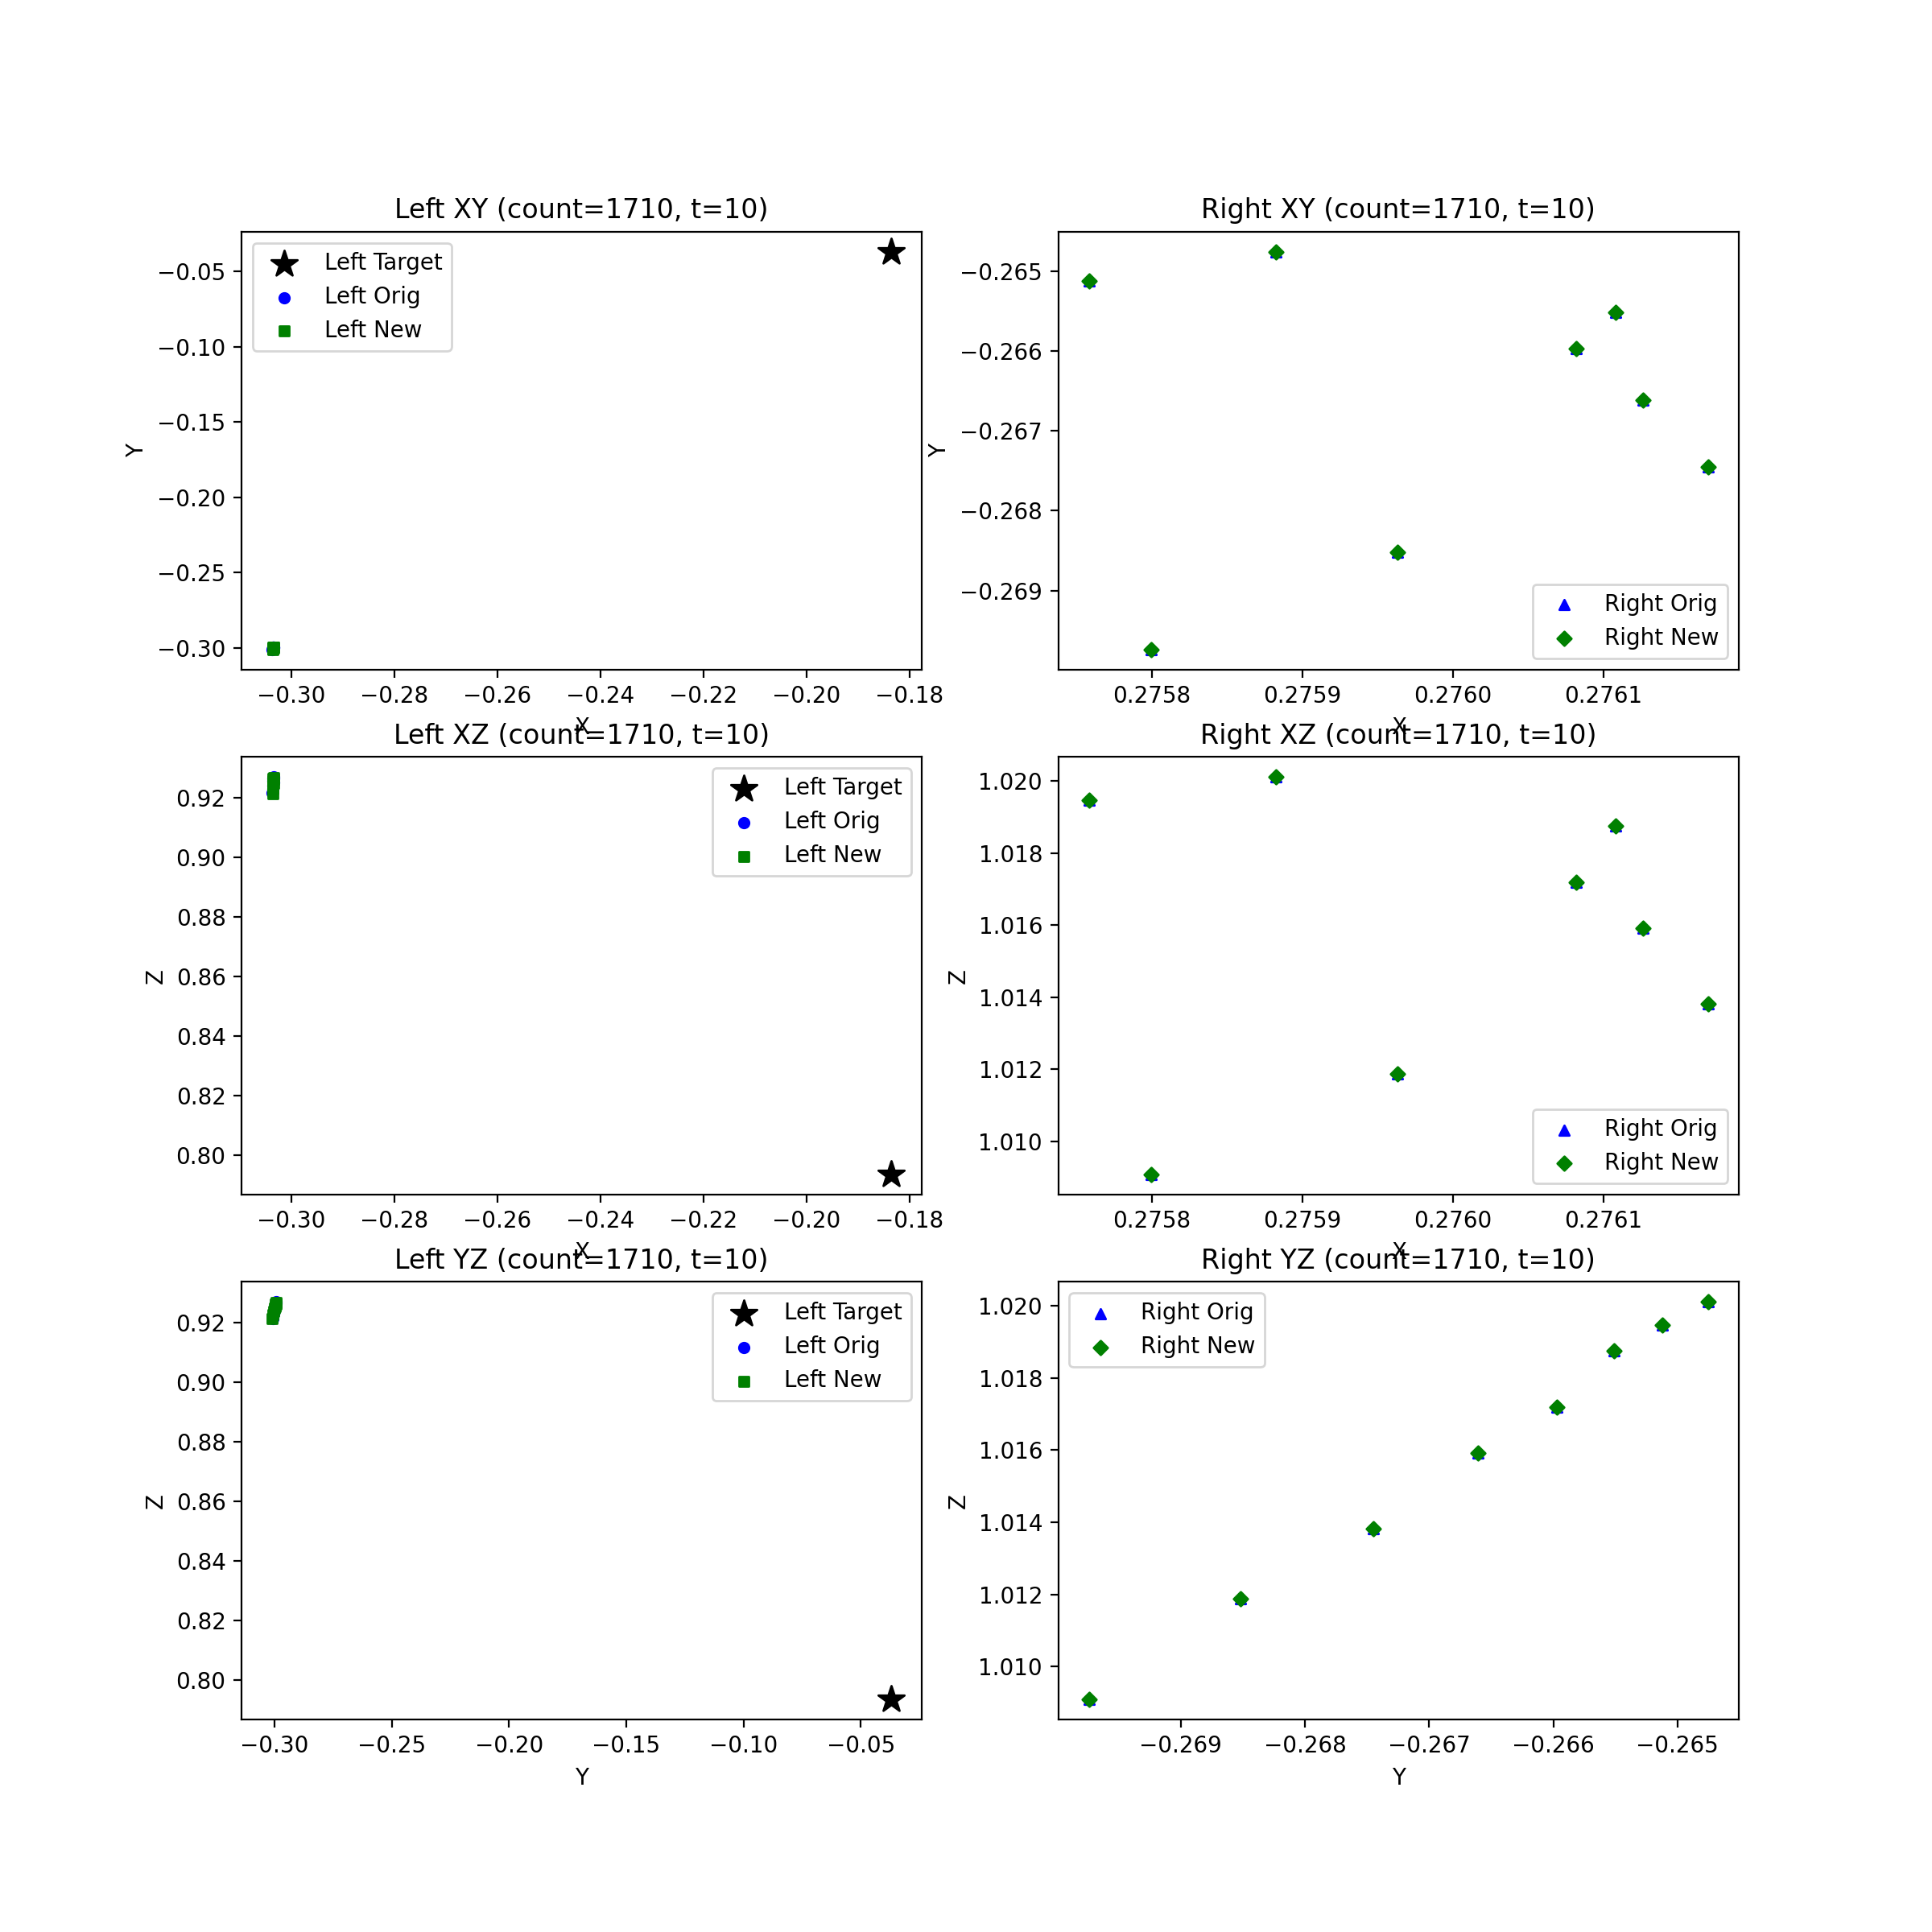 Left XY (count=1710, t=10)
Left Target
Left Orig
Left New
−0.05
−0.10
−0.15
−0.20
−0.25
−0.30
Y
−0.30 −0.28 −0.26 −0.24 −0.22 −0.20 −0.18
X
Right XY (count=1710, t=10)
−0.265
−0.266
−0.267
−0.268
−0.269
Y
Right Orig
Right New
0.2758 0.2759 0.2760 0.2761
X
Left XZ (count=1710, t=10)
Left Target
Left Orig
Left New
0.92
0.90
0.88
0.86
0.84
0.82
0.80
Z
−0.30 −0.28 −0.26 −0.24 −0.22 −0.20 −0.18
X
Right XZ (count=1710, t=10)
1.020
1.018
1.016
1.014
1.012
1.010
Z
Right Orig
Right New
0.2758 0.2759 0.2760 0.2761
X
Left YZ (count=1710, t=10)
Left Target
Left Orig
Left New
0.92
0.90
0.88
0.86
0.84
0.82
0.80
Z
−0.30 −0.25 −0.20 −0.15 −0.10 −0.05
Y
Right YZ (count=1710, t=10)
Right Orig
Right New
1.020
1.018
1.016
1.014
1.012
1.010
Z
−0.269 −0.268 −0.267 −0.266 −0.265
Y